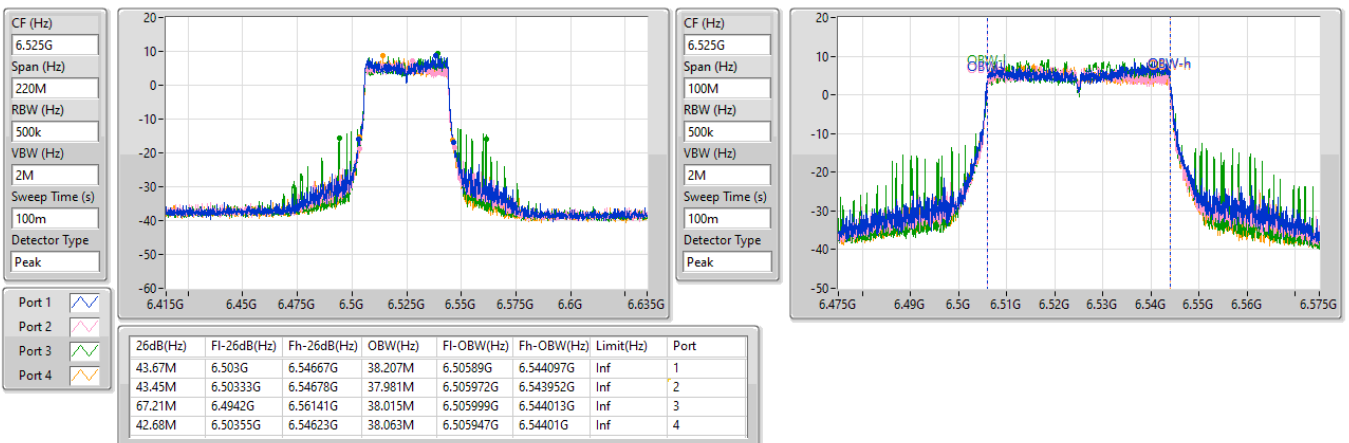 CF (Hz)
6.525G
Span (Hz)
220M
RBW (Hz)
500k
VBW (Hz)
2M
Sweep Time (s)
100m
Detector Type
Peak
20
10
0
-10
-20
-30
-40
-50
-60
6.415G 6.45G 6.475G 6.5G 6.525G 6.55G 6.575G 6.6G 6.635G
CF (Hz)
6.525G
Span (Hz)
100M
RBW (Hz)
500k
VBW (Hz)
2M
Sweep Time (s)
100m
Detector Type
Peak
20
10
0
-10
-20
-30
-40
-50
OBW-h
6.475G 6.49G 6.5G 6.51G 6.52G 6.53G 6.54G 6.55G 6.56G 6.575G
Port 1
Port 2
Port 3
Port 4
26dB(Hz) Fl-26dB(Hz) Fh-26dB(Hz) OBW(Hz) Fl-OBW(Hz) Fh-OBW(Hz) Limit(Hz) Port
43.67M 6.503G 6.54667G 38.207M 6.50589G 6.544097G Inf 1
43.45M 6.50333G 6.54678G 37.981M 6.505972G 6.543952G Inf 2
67.21M 6.4942G 6.56141G 38.015M 6.505999G 6.544013G Inf 3
42.68M 6.50355G 6.54623G 38.063M 6.505947G 6.54401G Inf 4